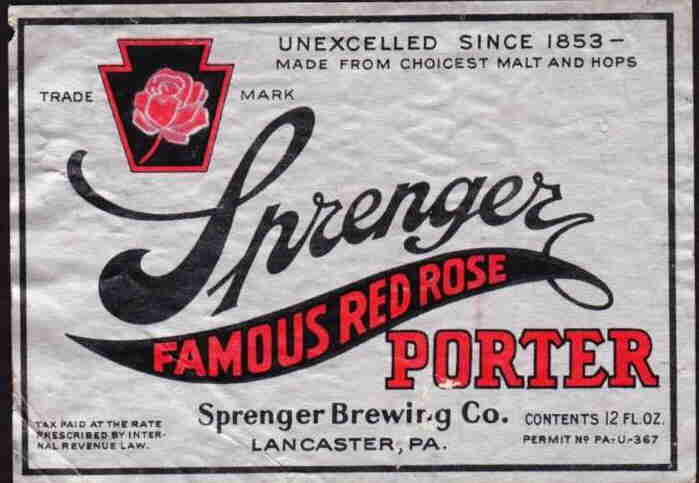 UNEXCELLED SINCE 1853 –
MADE FROM CHOICEST MALT AND HOPS
TRADE MARK
Sprenger
FAMOUS RED ROSE
PORTER
TAX PAID AT THE RATE
PRESCRIBED BY INTER-
NAL REVENUE LAW.
Sprenger Brewing Co.
LANCASTER, PA.
CONTENTS 12 FL. OZ.
PERMIT Nº PA-U-367